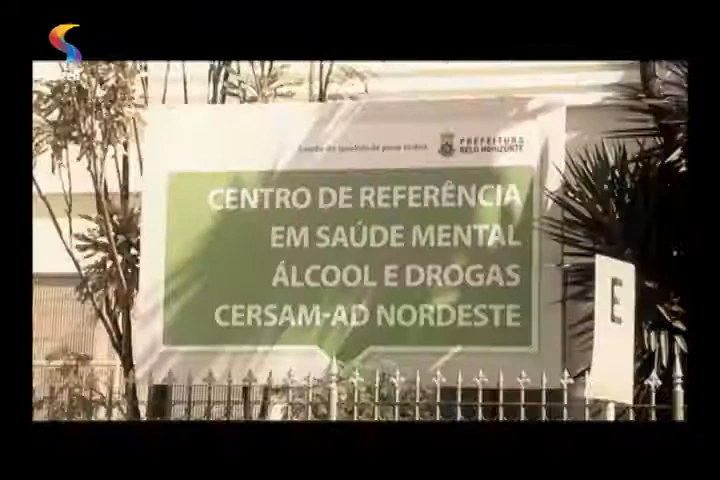 Saúde de qualidade para todos
PREFEITURA
BELO HORIZONTE
CENTRO DE REFERÊNCIA
EM SAÚDE MENTAL
ÁLCOOL E DROGAS
CERSAM-AD NORDESTE
E